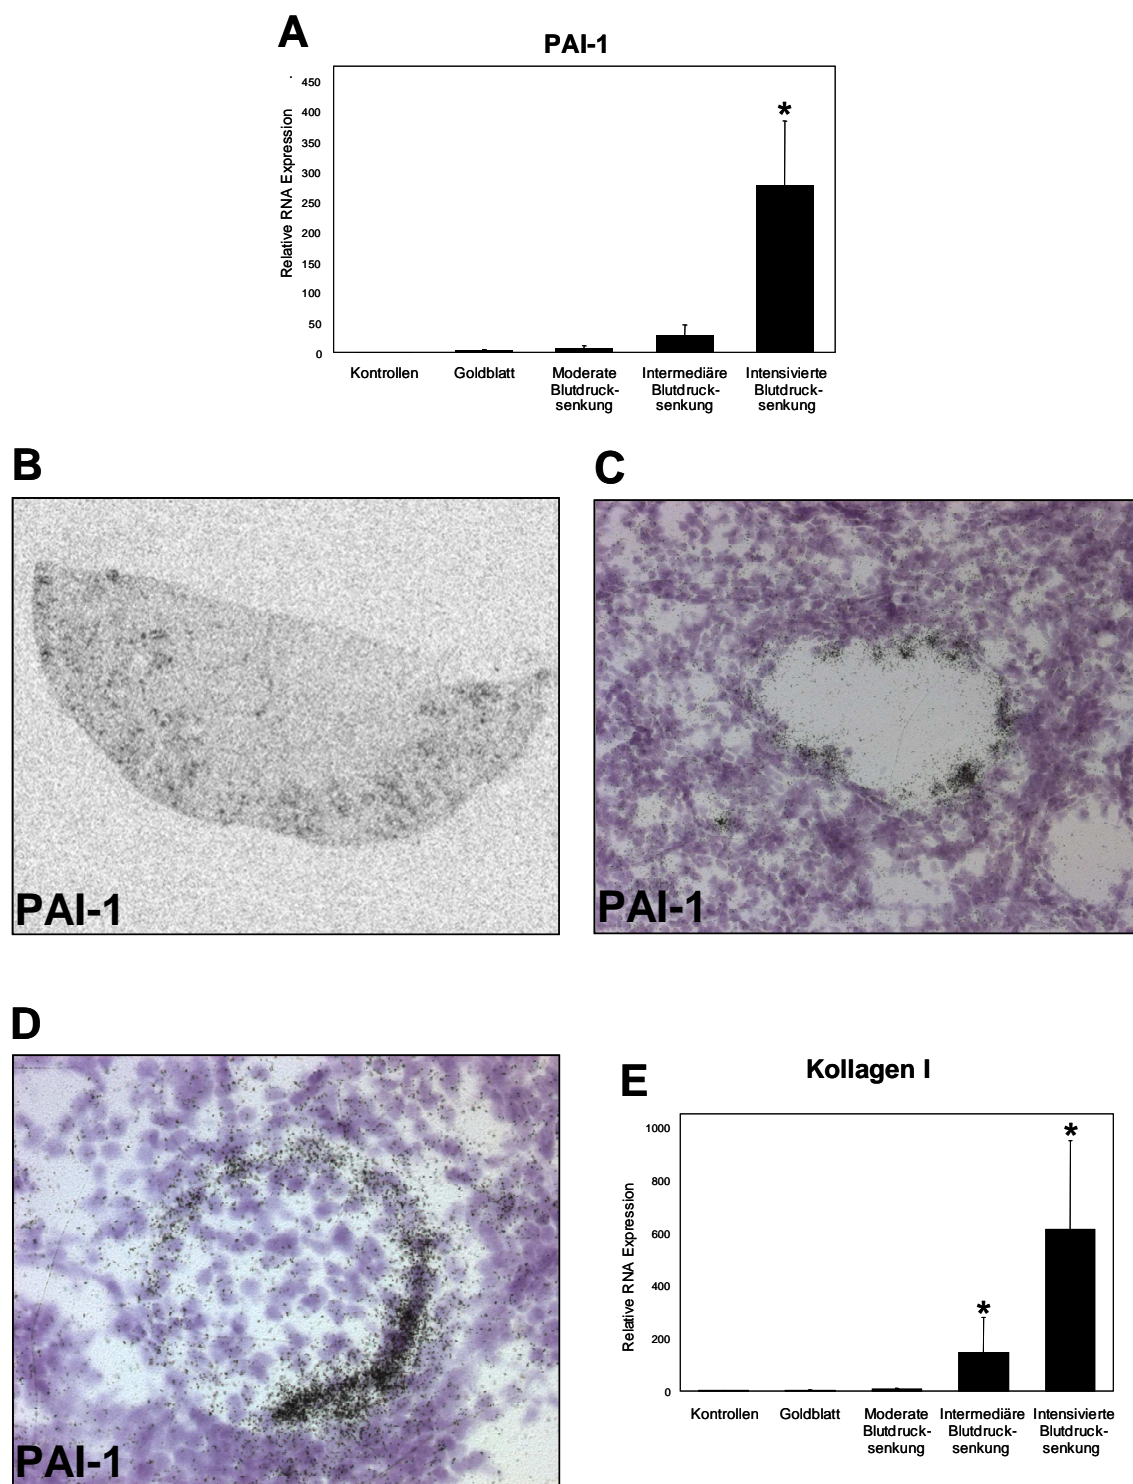 A
PAI-1
Relative RNA Expression
450
400
350
300
250
200
150
100
50
0
*
Kontrollen
Goldblatt
Moderate
Blutdruck-
senkung
Intermediäre
Blutdruck-
senkung
Intensivierte
Blutdruck-
senkung
B
PAI-1
C
PAI-1
D
PAI-1
E
Kollagen I
Relative RNA Expression
1000
800
600
400
200
0
*
*
Kontrollen
Goldblatt
Moderate
Blutdruck-
senkung
Intermediäre
Blutdruck-
senkung
Intensivierte
Blutdruck-
senkung